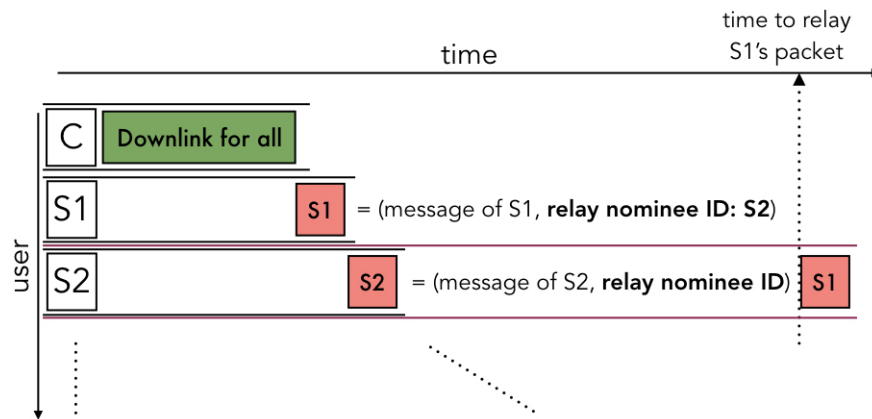 time to relay
S1's packet
time
user
C
Downlink for all
S1
S1
= (message of S1, relay nominee ID: S2)
S2
S2
= (message of S2, relay nominee ID)
S1